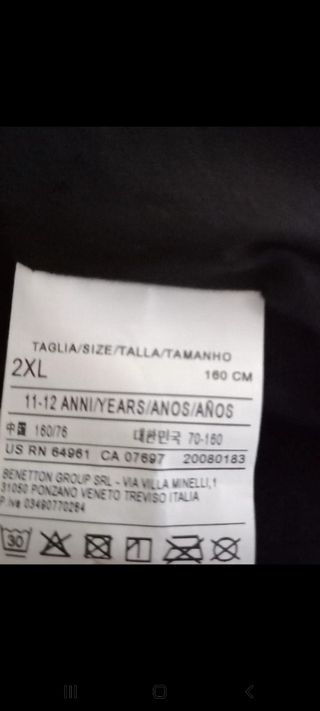 TAGLIA/SIZE/TALLA/TAMANHO
2XL 160 CM
11-12 ANNI/YEARS/ANOS/AÑOS
中国 160/76 대한민국 70-160
US RN 64961 CA 07697 20080183
BENETTON GROUP SRL - VIA VILLA MINELLI,1
31050 PONZANO VENETO TREVISO ITALIA
P.Iva 03490770264
30